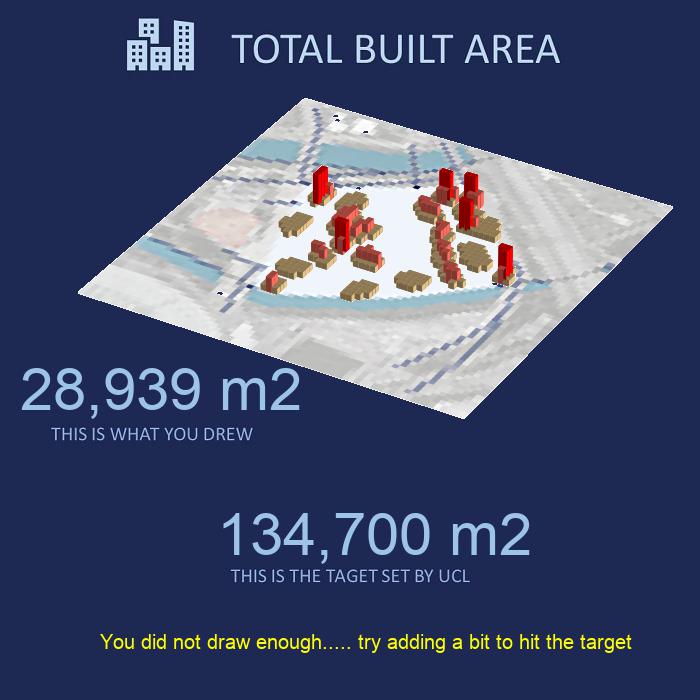 TOTAL BUILT AREA
28,939 m2
THIS IS WHAT YOU DREW
134,700 m2
THIS IS THE TAGET SET BY UCL
You did not draw enough..... try adding a bit to hit the target